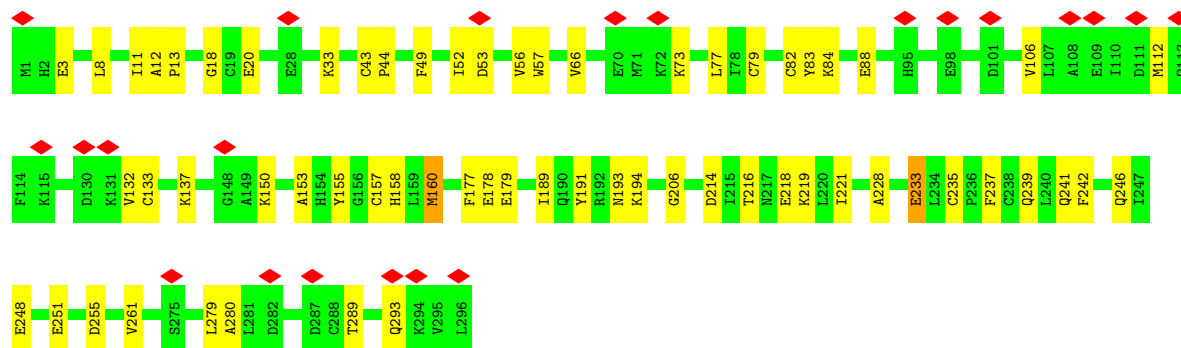 M1 H2 E3 L8 I11 A12 P13 G18 C19 E20 E28 K33 C43 P44 F49 I52 D53 V56 W57 V66 E70 M71 K72 K73 L77 I78 C79 C82 Y83 K84 E88 H95 E98 D101 V106 L107 A108 E109 I110 D111 M112
F114 K115 D130 K131 V132 C133 K137 G148 A149 K150 A153 H154 Y155 G156 C157 H158 L159 M160 F177 E178 E179 I189 Q190 Y191 R192 N193 K194 G206 D214 I215 T216 N217 E218 K219 L220 I221 A228 E233 L234 C235 P236 F237 C238 Q239 L240 Q241 F242 Q246 I247
E248 E251 D255 V261 S275 L279 A280 L281 D282 D287 C288 T289 Q293 K294 V295 L296